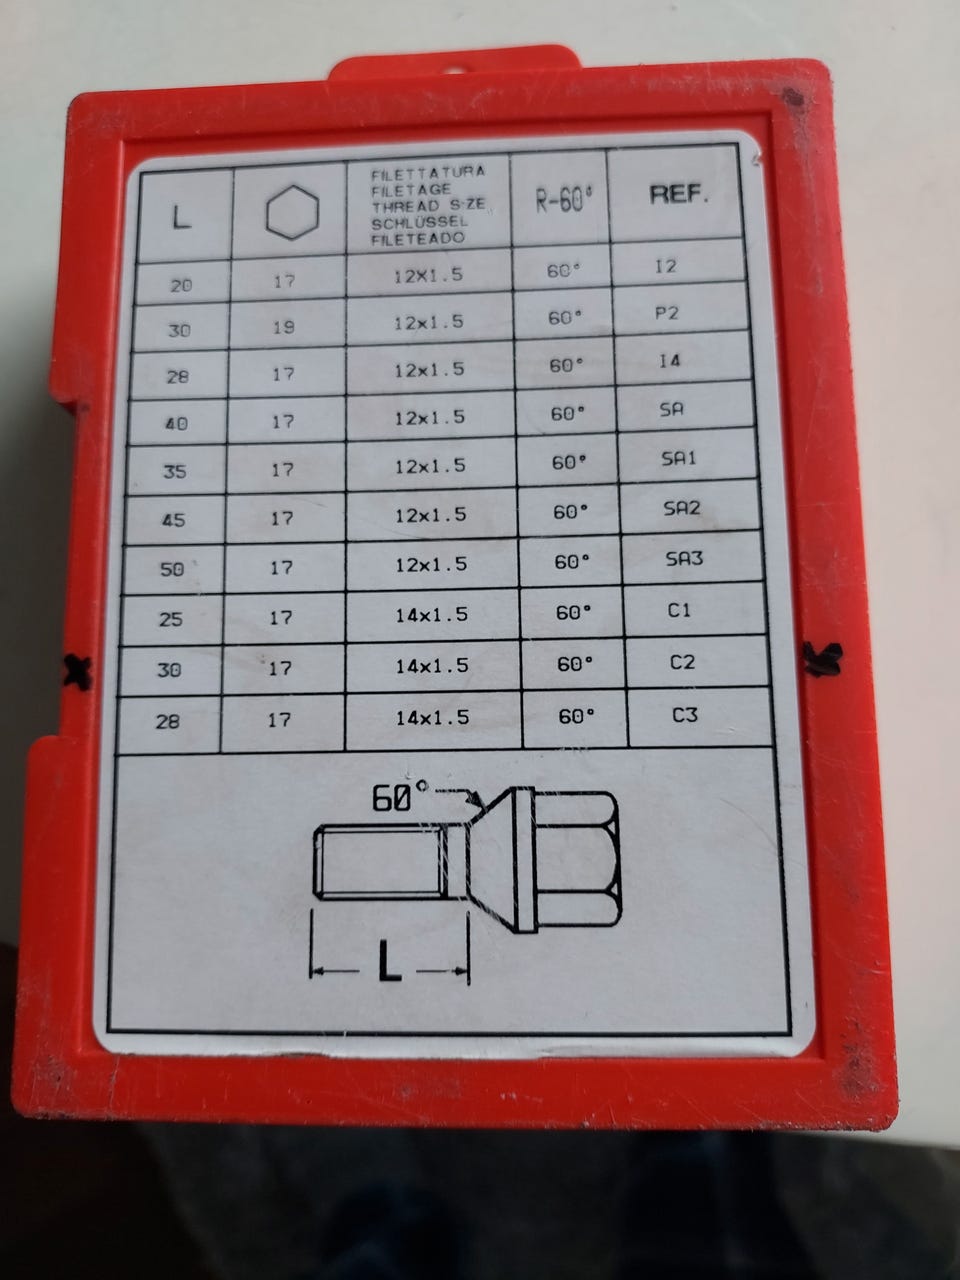 L FILETTATURA R-60° REF.
FILETAGE
THREAD SIZE
SCHLÜSSEL
FILETEADO
20 17 12X1.5 60° I2
30 19 12x1.5 60° P2
28 17 12x1.5 60° I4
40 17 12x1.5 60° SA
35 17 12x1.5 60° SA1
45 17 12x1.5 60° SA2
50 17 12x1.5 60° SA3
25 17 14x1.5 60° C1
30 17 14x1.5 60° C2
28 17 14x1.5 60° C3
60°
L